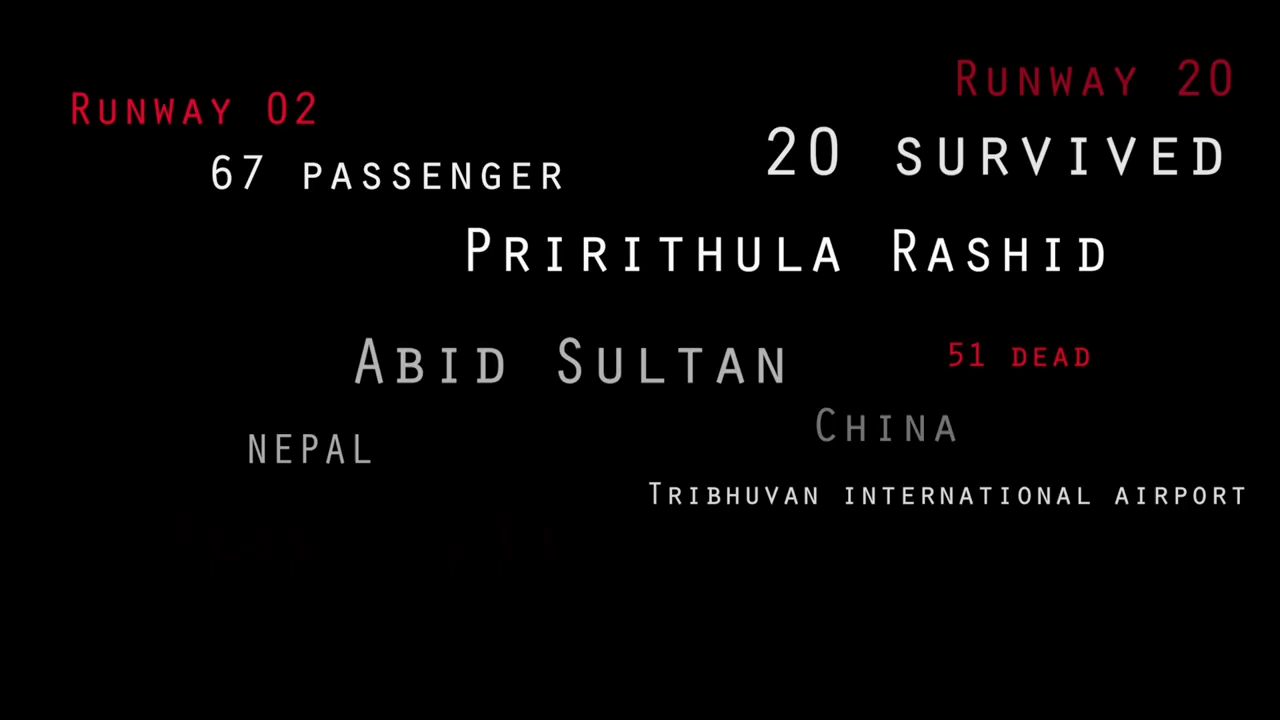 Runway 20
Runway 02
20 survived
67 passenger
Pririthula Rashid
Abid Sultan
51 dead
China
NEPAL
Tribhuvan international airport